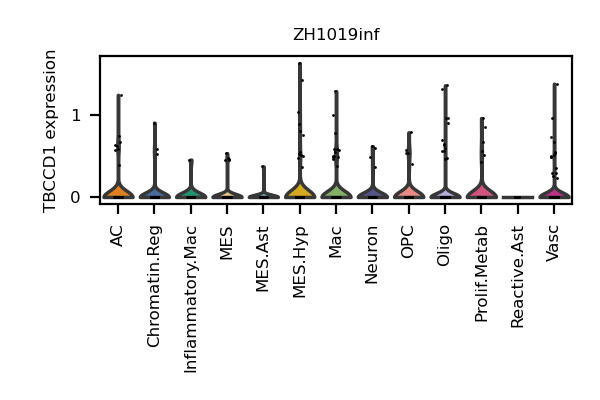 ZH1019inf
TBCCD1 expression
1
0
AC
Chromatin.Reg
Inflammatory.Mac
MES
MES.Ast
MES.Hyp
Mac
Neuron
OPC
Oligo
Prolif.Metab
Reactive.Ast
Vasc